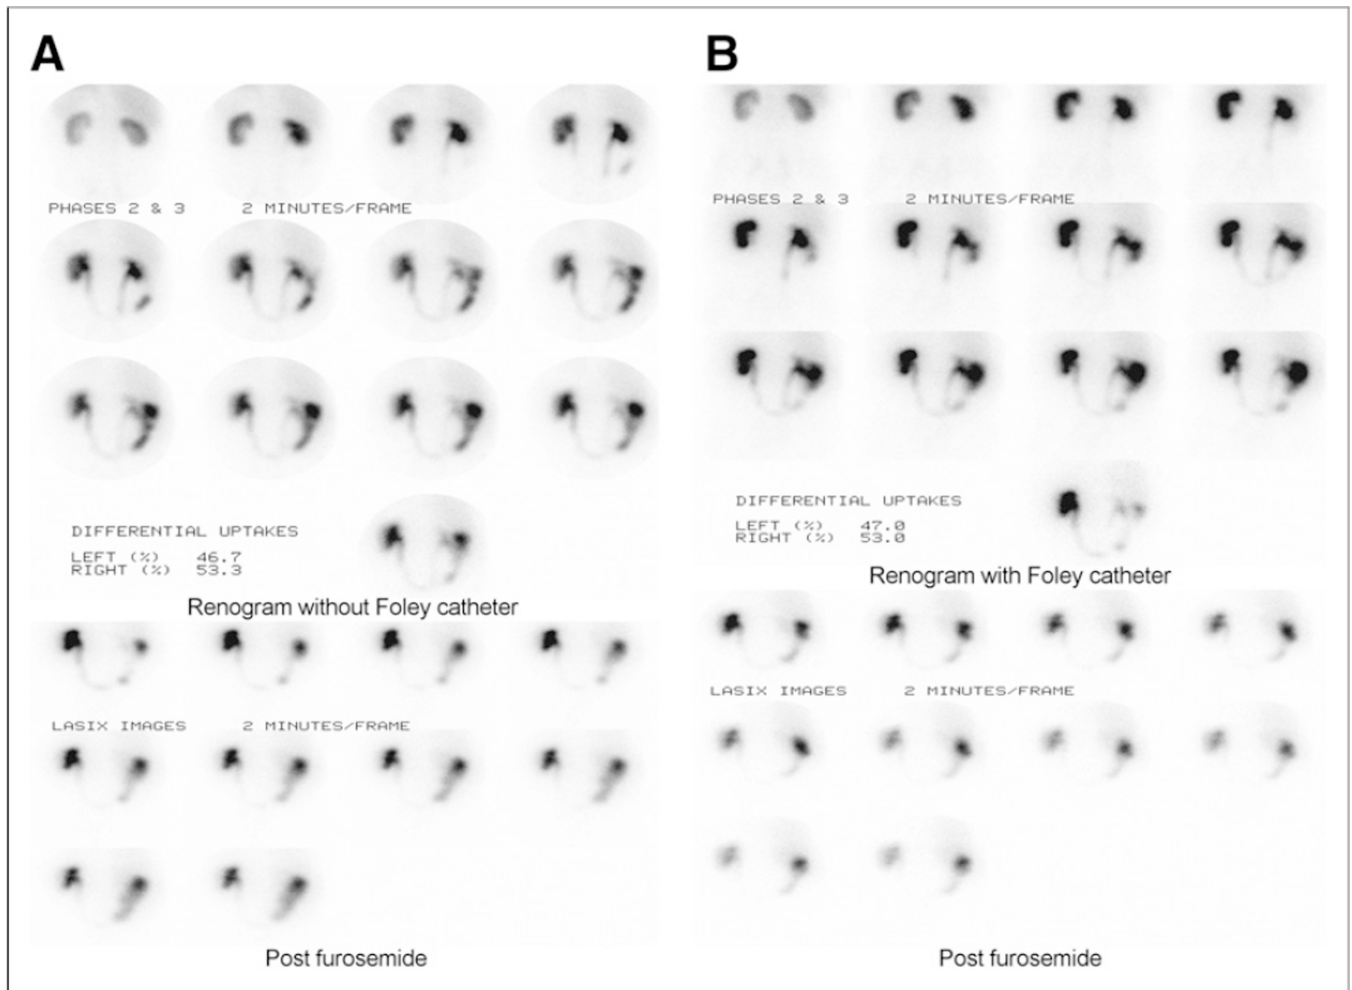 A
B
PHASES 2 & 3 2 MINUTES/FRAME
PHASES 2 & 3 2 MINUTES/FRAME
DIFFERENTIAL UPTAKES
LEFT (%) 46.7
RIGHT (%) 53.3
DIFFERENTIAL UPTAKES
LEFT (%) 47.0
RIGHT (%) 53.0
Renogram without Foley catheter
Renogram with Foley catheter
LASIX IMAGES 2 MINUTES/FRAME
LASIX IMAGES 2 MINUTES/FRAME
Post furosemide
Post furosemide